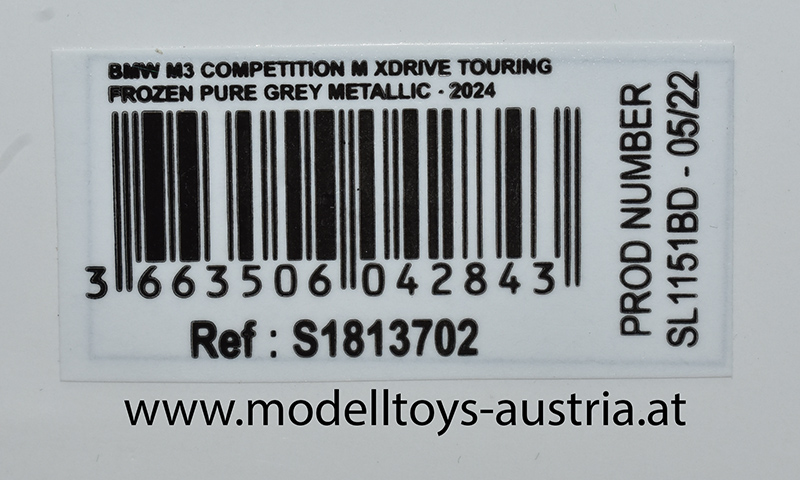 BMW M3 COMPETITION M XDRIVE TOURING
FROZEN PURE GREY METALLIC - 2024
3 663506 042843
Ref : S1813702
PROD NUMBER
SL1151BD - 05/22
www.modelltoys-austria.at